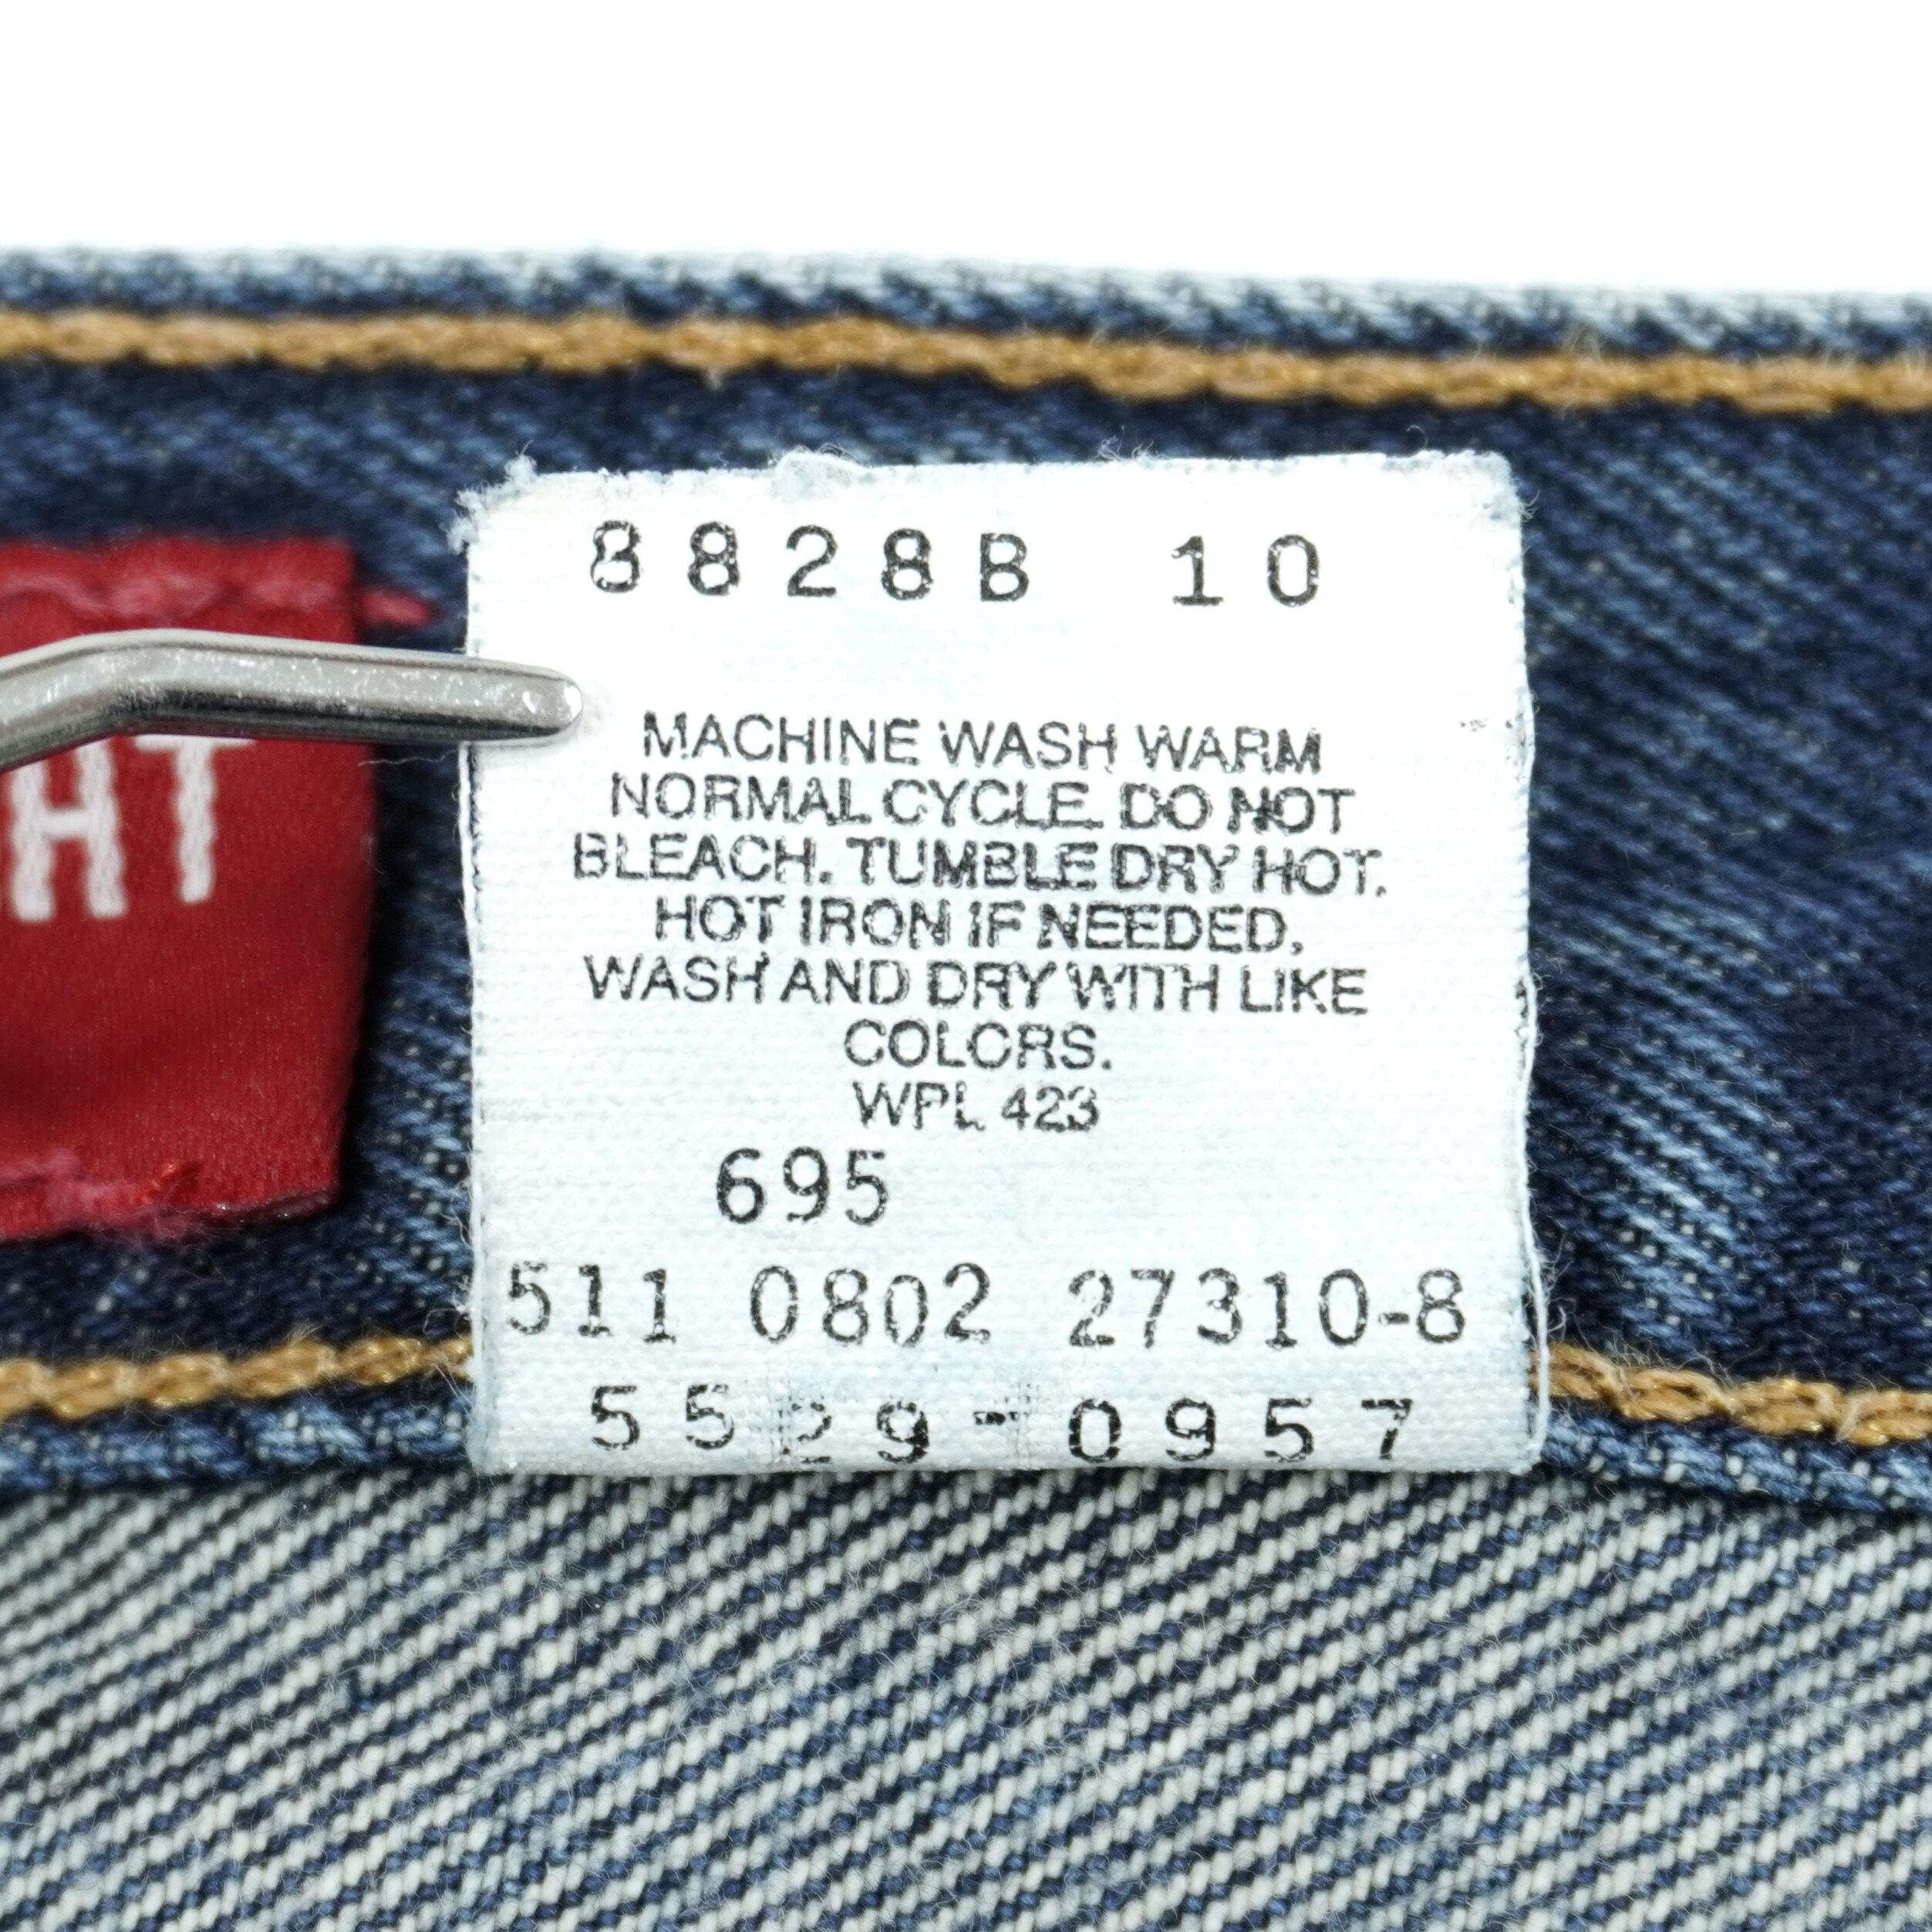 8828B 10
HT
MACHINE WASH WARM
NORMAL CYCLE. DO NOT
BLEACH. TUMBLE DRY HOT.
HOT IRON IF NEEDED,
WASH AND DRY WITH LIKE
COLORS.
WPL 423
695
511 0802 27310-8
5529-0957